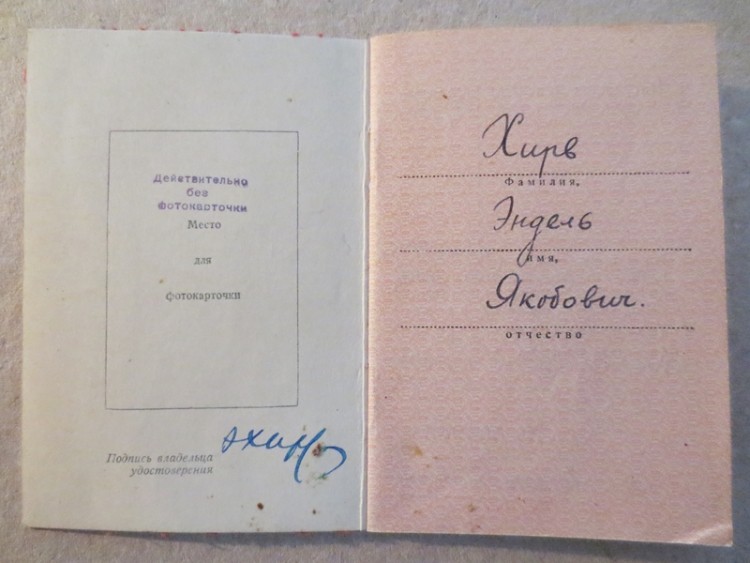 Действительно
без
фотокарточки
Место
для
фотокарточки
Подпись владельца
удостоверения
Хирв
Фамилия,
Эндель
имя,
Якобович.
отчество